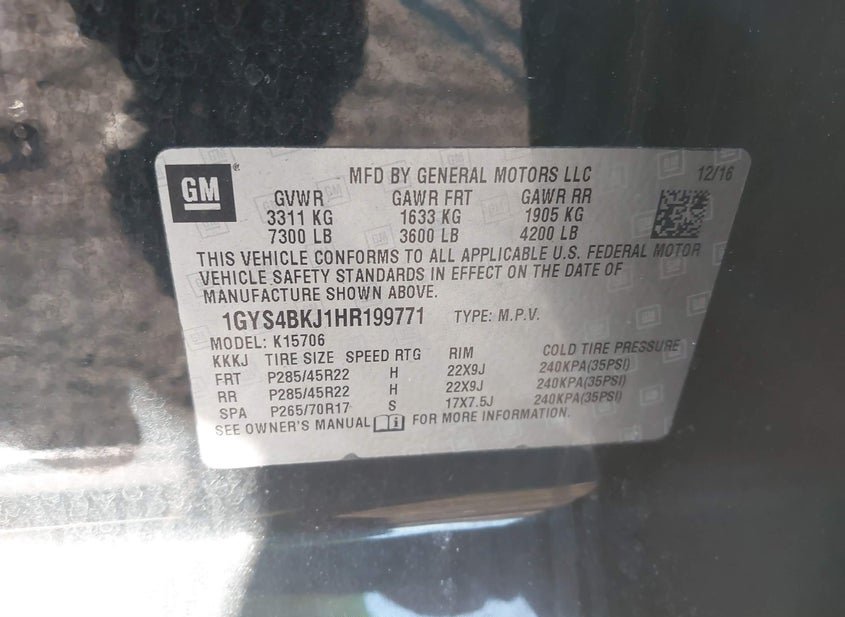 GM ® MFD BY GENERAL MOTORS LLC 12/16
GVWR GAWR FRT GAWR RR
3311 KG 1633 KG 1905 KG
7300 LB 3600 LB 4200 LB
THIS VEHICLE CONFORMS TO ALL APPLICABLE U.S. FEDERAL MOTOR
VEHICLE SAFETY STANDARDS IN EFFECT ON THE DATE OF
MANUFACTURE SHOWN ABOVE.
1GYS4BKJ1HR199771 TYPE: M.P.V.
MODEL: K15706
KKKJ TIRE SIZE SPEED RTG RIM COLD TIRE PRESSURE
FRT P285/45R22 H 22X9J 240KPA(35PSI)
RR P285/45R22 H 22X9J 240KPA(35PSI)
SPA P265/70R17 S 17X7.5J 240KPA(35PSI)
SEE OWNER'S MANUAL i FOR MORE INFORMATION.